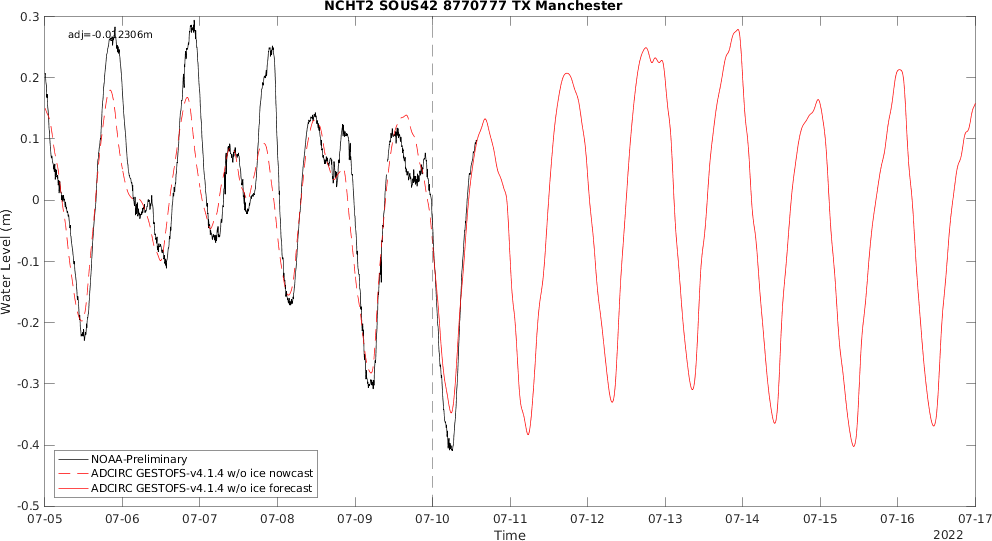 NCHT2 SOUS42 8770777 TX Manchester
adj=-0.012306m
0.3
0.2
0.1
0
-0.1
-0.2
-0.3
-0.4
-0.5
Water Level (m)
NOAA-Preliminary
ADCIRC GESTOFS-v4.1.4 w/o ice nowcast
ADCIRC GESTOFS-v4.1.4 w/o ice forecast
07-05 07-06 07-07 07-08 07-09 07-10 07-11 07-12 07-13 07-14 07-15 07-16 07-17
Time
2022